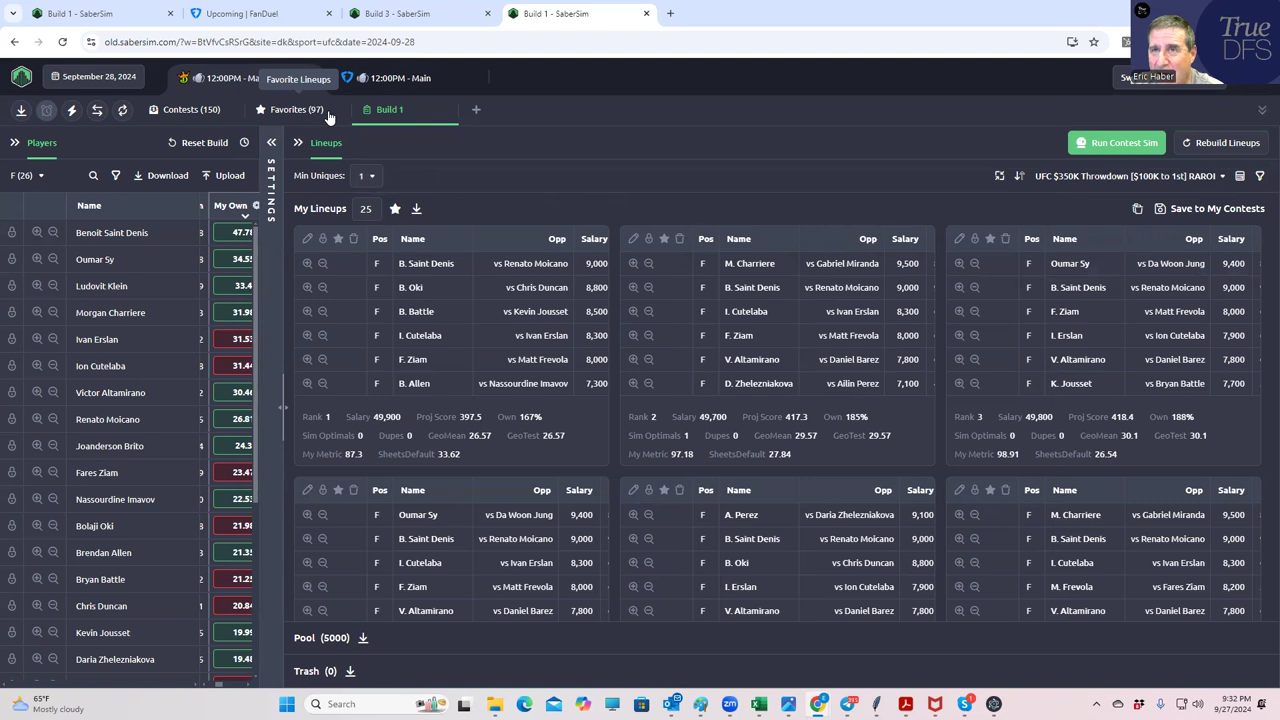 Build 1 - SaberSim
Upcoming | FanDuel
Build 3 - SaberSim
Build 1 - SaberSim
old.sabersim.com/?w=BtVfvCsRSrG&site=dk&sport=ufc&date=2024-09-28
True
DFS
Eric Haber
September 28, 2024
12:00PM - Ma
Favorite Lineups
12:00PM - Main
Contests (150)
Favorites (97)
Build 1
Players
Reset Build
Lineups
Run Contest Sim
Rebuild Lineups
SETTINGS
F (26)
Download
Upload
Min Uniques:
1
UFC $350K Throwdown [$100K to 1st] RAROI
Name
My Own
My Lineups
25
Save to My Contests
Benoit Saint Denis 47.78
Oumar Sy 34.55
Ludovit Klein 33.4
Morgan Charriere 31.98
Ivan Erslan 31.53
Ion Cutelaba 31.44
Victor Altamirano 30.46
Renato Moicano 26.81
Joanderson Brito 24.3
Fares Ziam 23.47
Nassourdine Imavov 22.53
Bolaji Oki 21.98
Brendan Allen 21.35
Bryan Battle 21.25
Chris Duncan 20.84
Kevin Jousset 19.99
Daria Zhelezniakova 19.48
Pos Name Opp Salary
F B. Saint Denis vs Renato Moicano 9,000
F B. Oki vs Chris Duncan 8,800
F B. Battle vs Kevin Jousset 8,500
F I. Cutelaba vs Ivan Erslan 8,300
F F. Ziam vs Matt Frevola 8,000
F B. Allen vs Nassourdine Imavov 7,300
Rank 1 Salary 49,900 Proj Score 397.5 Own 167%
Sim Optimals 0 Dupes 0 GeoMean 26.57 GeoTest 26.57
My Metric 87.3 SheetsDefault 33.62
Pos Name Opp Salary
F M. Charriere vs Gabriel Miranda 9,500
F B. Saint Denis vs Renato Moicano 9,000
F I. Cutelaba vs Ivan Erslan 8,300
F F. Ziam vs Matt Frevola 8,000
F V. Altamirano vs Daniel Barez 7,800
F D. Zhelezniakova vs Ailin Perez 7,100
Rank 2 Salary 49,700 Proj Score 417.3 Own 185%
Sim Optimals 1 Dupes 0 GeoMean 29.57 GeoTest 29.57
My Metric 97.18 SheetsDefault 27.84
Pos Name Opp Salary
F Oumar Sy vs Da Woon Jung 9,400
F B. Saint Denis vs Renato Moicano 9,000
F F. Ziam vs Matt Frevola 8,000
F I. Erslan vs Ion Cutelaba 7,900
F V. Altamirano vs Daniel Barez 7,800
F K. Jousset vs Bryan Battle 7,700
Rank 3 Salary 49,800 Proj Score 418.4 Own 188%
Sim Optimals 0 Dupes 0 GeoMean 30.1 GeoTest 30.1
My Metric 98.91 SheetsDefault 26.54
Pos Name Opp Salary
F Oumar Sy vs Da Woon Jung 9,400
F B. Saint Denis vs Renato Moicano 9,000
F I. Cutelaba vs Ivan Erslan 8,300
F F. Ziam vs Matt Frevola 8,000
F V. Altamirano vs Daniel Barez 7,800
Pos Name Opp Salary
F A. Perez vs Daria Zhelezniakova 9,100
F B. Saint Denis vs Renato Moicano 9,000
F B. Oki vs Chris Duncan 8,800
F I. Erslan vs Ion Cutelaba 7,900
F V. Altamirano vs Daniel Barez 7,800
Pos Name Opp Salary
F M. Charriere vs Gabriel Miranda 9,500
F B. Saint Denis vs Renato Moicano 9,000
F I. Cutelaba vs Ivan Erslan 8,300
F M. Frevola vs Fares Ziam 8,200
F V. Altamirano vs Daniel Barez 7,800
Pool (5000)
Trash (0)
65°F
Mostly cloudy
Search
9:32 PM
9/27/2024